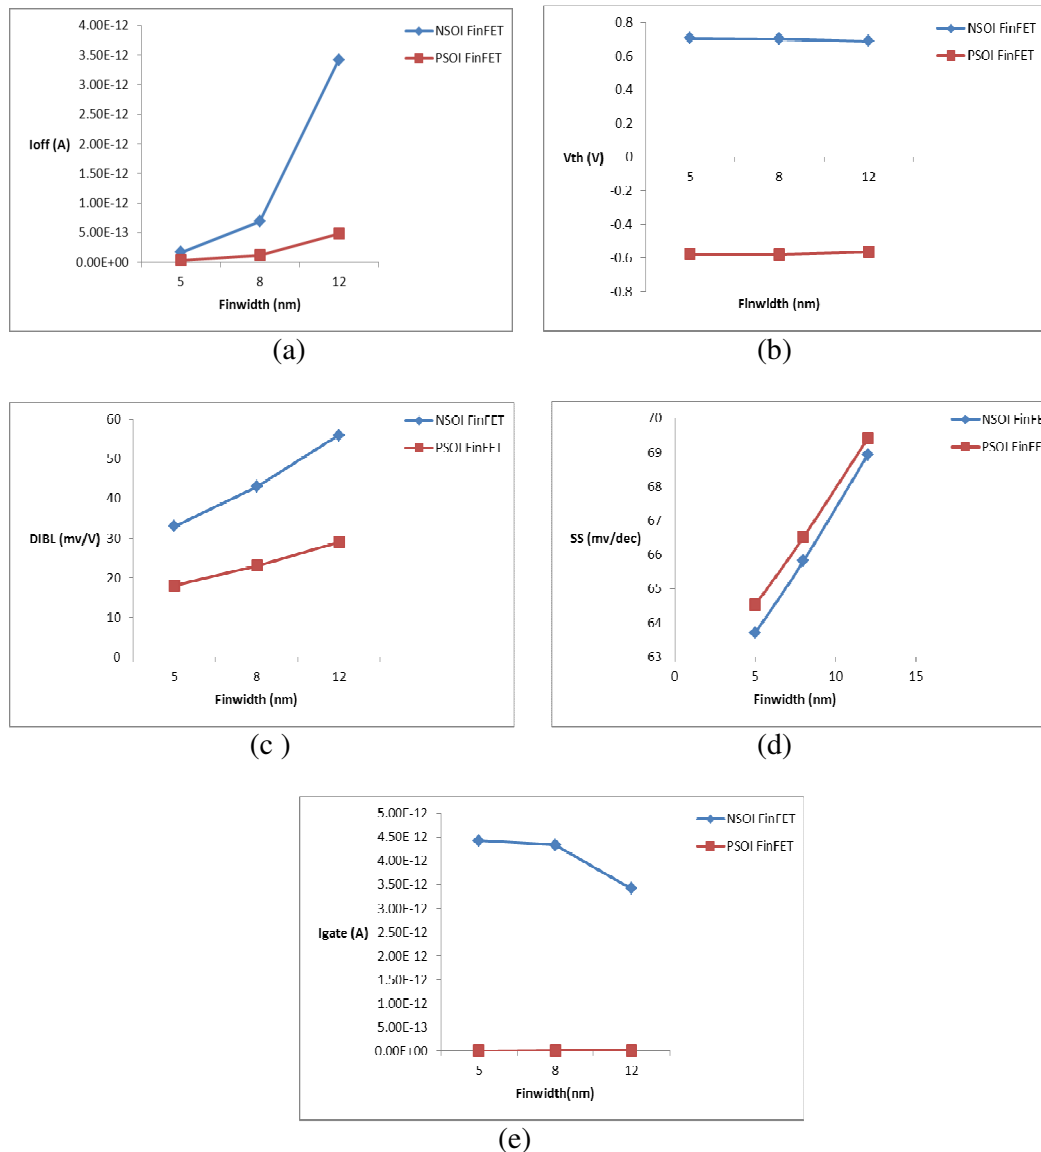 4.00E-12
3.50E-12
3.00E-12
2.50E-12
2.00E-12
1.50E-12
1.00E-12
5.00E-13
0.00E+00
Ioff (A)
5 8 12
Finwidth (nm)
NSOI FinFET
PSOI FinFET
(a)
0.8
0.6
0.4
0.2
0
-0.2
-0.4
-0.6
-0.8
Vth (V)
5 8 12
Finwidth (nm)
NSOI FinFET
PSOI FinFET
(b)
60
50
40
30
20
10
0
DIBL (mv/V)
5 8 12
Finwidth (nm)
NSOI FinFET
PSOI FinFET
(c )
70
69
68
67
66
65
64
63
SS (mv/dec)
0 5 10 15
Finwidth (nm)
NSOI FinFE
PSOI FinFE
(d)
5.00E-12
4.50E 12
4.00E-12
3.50E-12
3.00E-12
2.50E-12
2.00E-12
1.50E-12
1.00E-12
5.00E-13
0.00E+00
Igate (A)
5 8 12
Finwidth(nm)
NSOI FinFET
PSOI FinFET
(e)